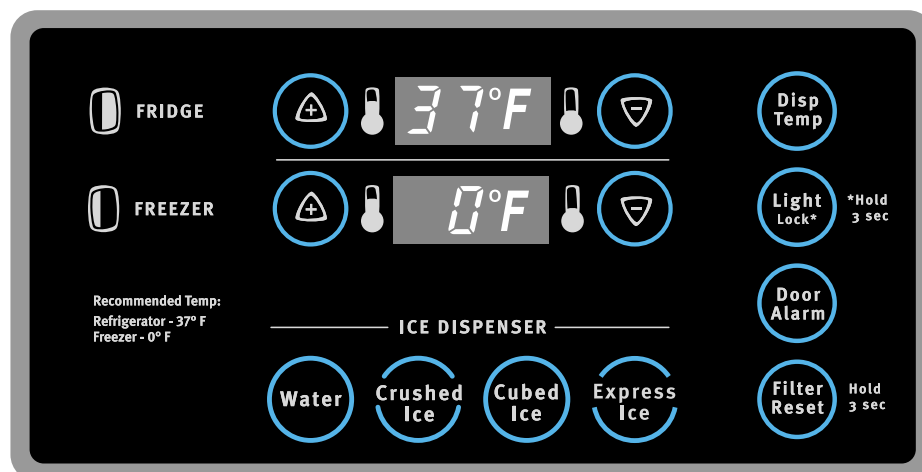 FRIDGE
+
37°F
−
Disp
Temp
FREEZER
+
0°F
−
Light
Lock*
*Hold
3 sec
Recommended Temp:
Refrigerator - 37° F
Freezer - 0° F
Door
Alarm
ICE DISPENSER
Water
Crushed
Ice
Cubed
Ice
Express
Ice
Filter
Reset
Hold
3 sec